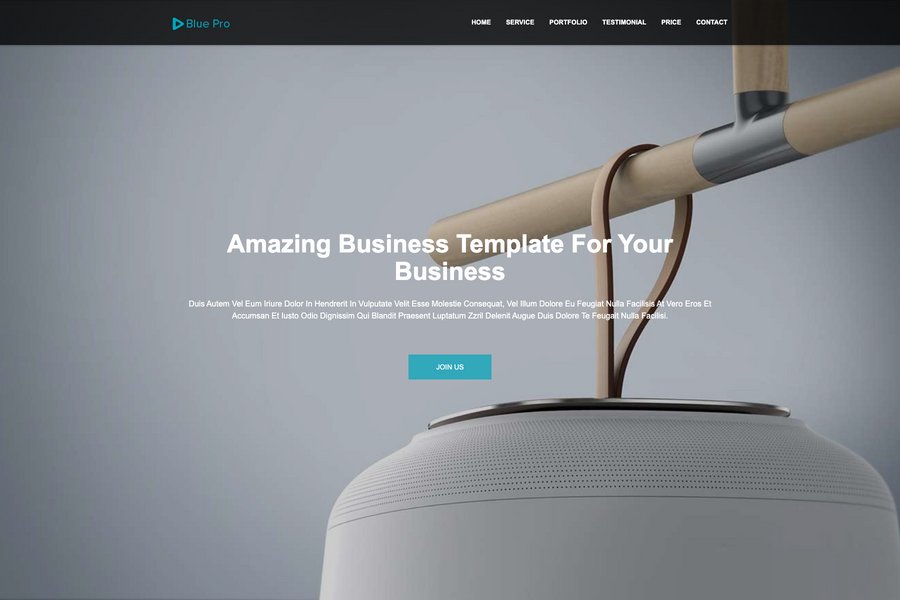 Blue Pro
HOME SERVICE PORTFOLIO TESTIMONIAL PRICE CONTACT
Amazing Business Template For Your
Business
Duis Autem Vel Eum Iriure Dolor In Hendrerit In Vulputate Velit Esse Molestie Consequat, Vel Illum Dolore Eu Feugiat Nulla Facilisis At Vero Eros Et
Accumsan Et Iusto Odio Dignissim Qui Blandit Praesent Luptatum Zzril Delenit Augue Duis Dolore Te Feugait Nulla Facilisi.
JOIN US